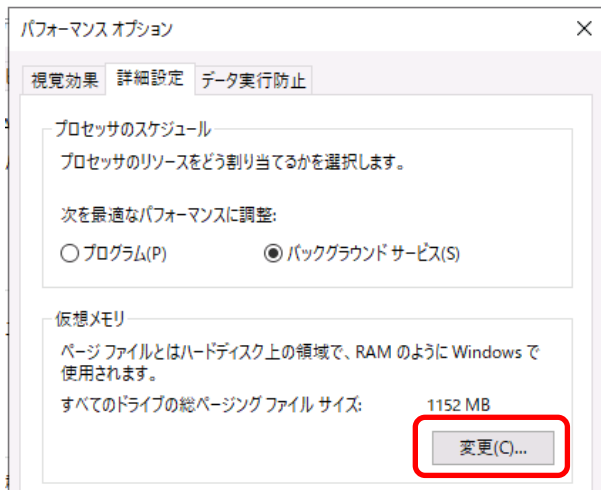 パフォーマンス オプション
視覚効果 詳細設定 データ実行防止
プロセッサのスケジュール
プロセッサのリソースをどう割り当てるかを選択します。
次を最適なパフォーマンスに調整:
プログラム(P) バックグラウンド サービス(S)
仮想メモリ
ページ ファイルとはハードディスク上の領域で、RAM のように Windows で
使用されます。
すべてのドライブの総ページング ファイル サイズ: 1152 MB
変更(C)...